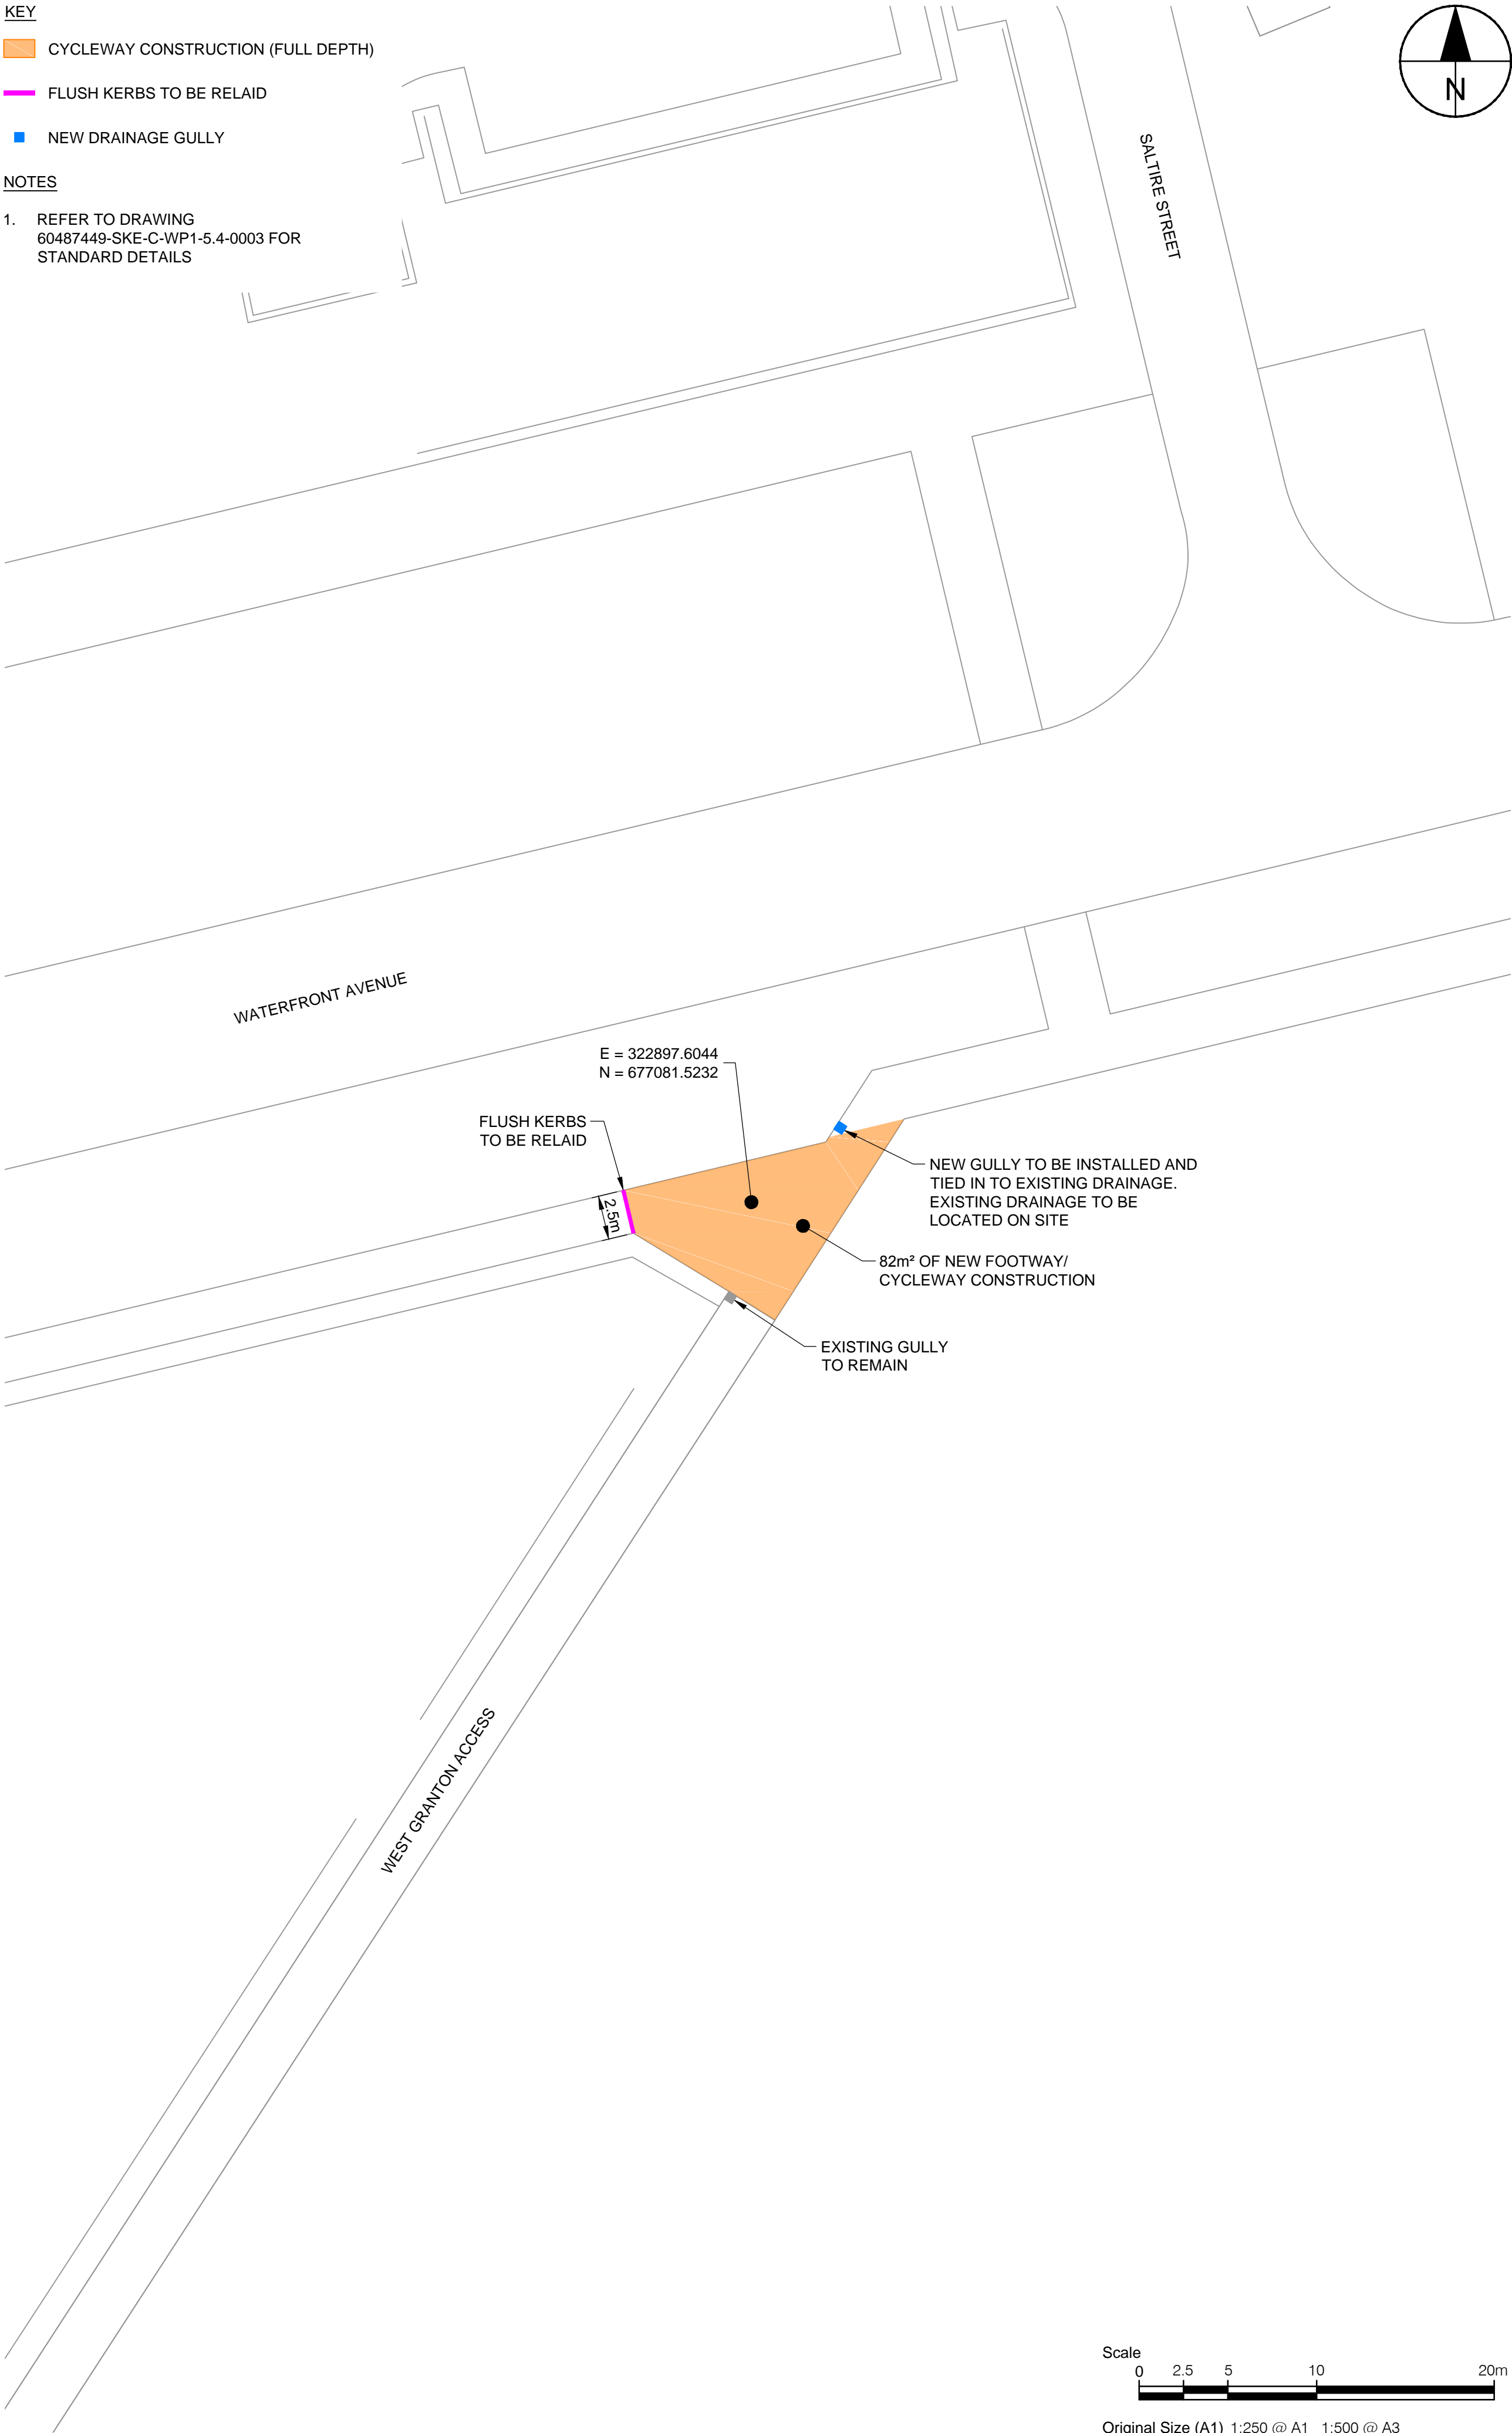 KEY
CYCLEWAY CONSTRUCTION (FULL DEPTH)
FLUSH KERBS TO BE RELAID
NEW DRAINAGE GULLY
NOTES
1. REFER TO DRAWING
60487449-SKE-C-WP1-5.4-0003 FOR
STANDARD DETAILS
N
SALTIRE STREET
WATERFRONT AVENUE
E = 322897.6044
N = 677081.5232
FLUSH KERBS
TO BE RELAID
2.5m
NEW GULLY TO BE INSTALLED AND
TIED IN TO EXISTING DRAINAGE.
EXISTING DRAINAGE TO BE
LOCATED ON SITE
82m² OF NEW FOOTWAY/
CYCLEWAY CONSTRUCTION
EXISTING GULLY
TO REMAIN
WEST GRANTON ACCESS
Scale
0 2.5 5 10 20m
Original Size (A1) 1:250 @ A1 1:500 @ A3